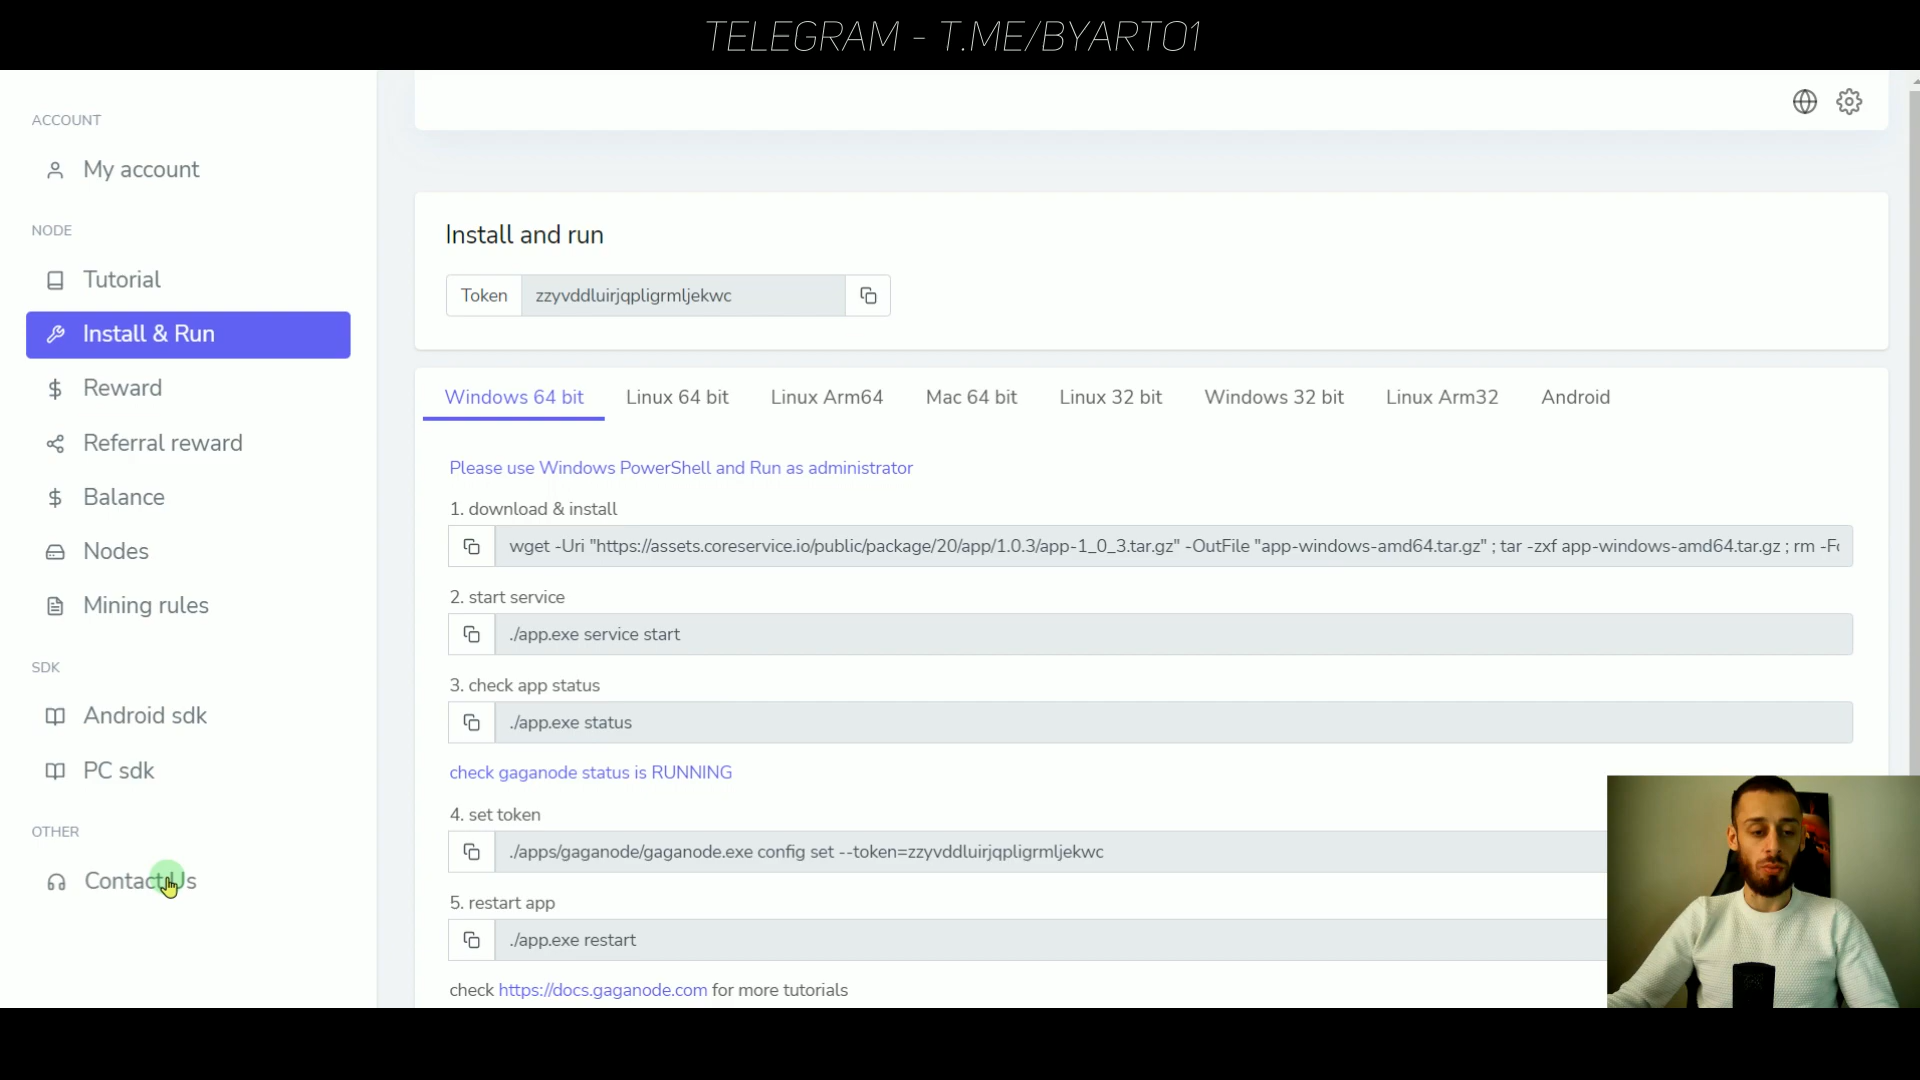 TELEGRAM - T.ME/BYARTO1
ACCOUNT
My account
NODE
Tutorial
Install & Run
Reward
Referral reward
Balance
Nodes
Mining rules
SDK
Android sdk
PC sdk
OTHER
Contact Us
Install and run
Token zzyvddluirjqpligrmljekwc
Windows 64 bit Linux 64 bit Linux Arm64 Mac 64 bit Linux 32 bit Windows 32 bit Linux Arm32 Android
Please use Windows PowerShell and Run as administrator
1. download & install
wget -Uri "https://assets.coreservice.io/public/package/20/app/1.0.3/app-1_0_3.tar.gz" -OutFile "app-windows-amd64.tar.gz" ; tar -zxf app-windows-amd64.tar.gz ; rm -Fo
2. start service
./app.exe service start
3. check app status
./app.exe status
check gaganode status is RUNNING
4. set token
./apps/gaganode/gaganode.exe config set --token=zzyvddluirjqpligrmljekwc
5. restart app
./app.exe restart
check https://docs.gaganode.com for more tutorials